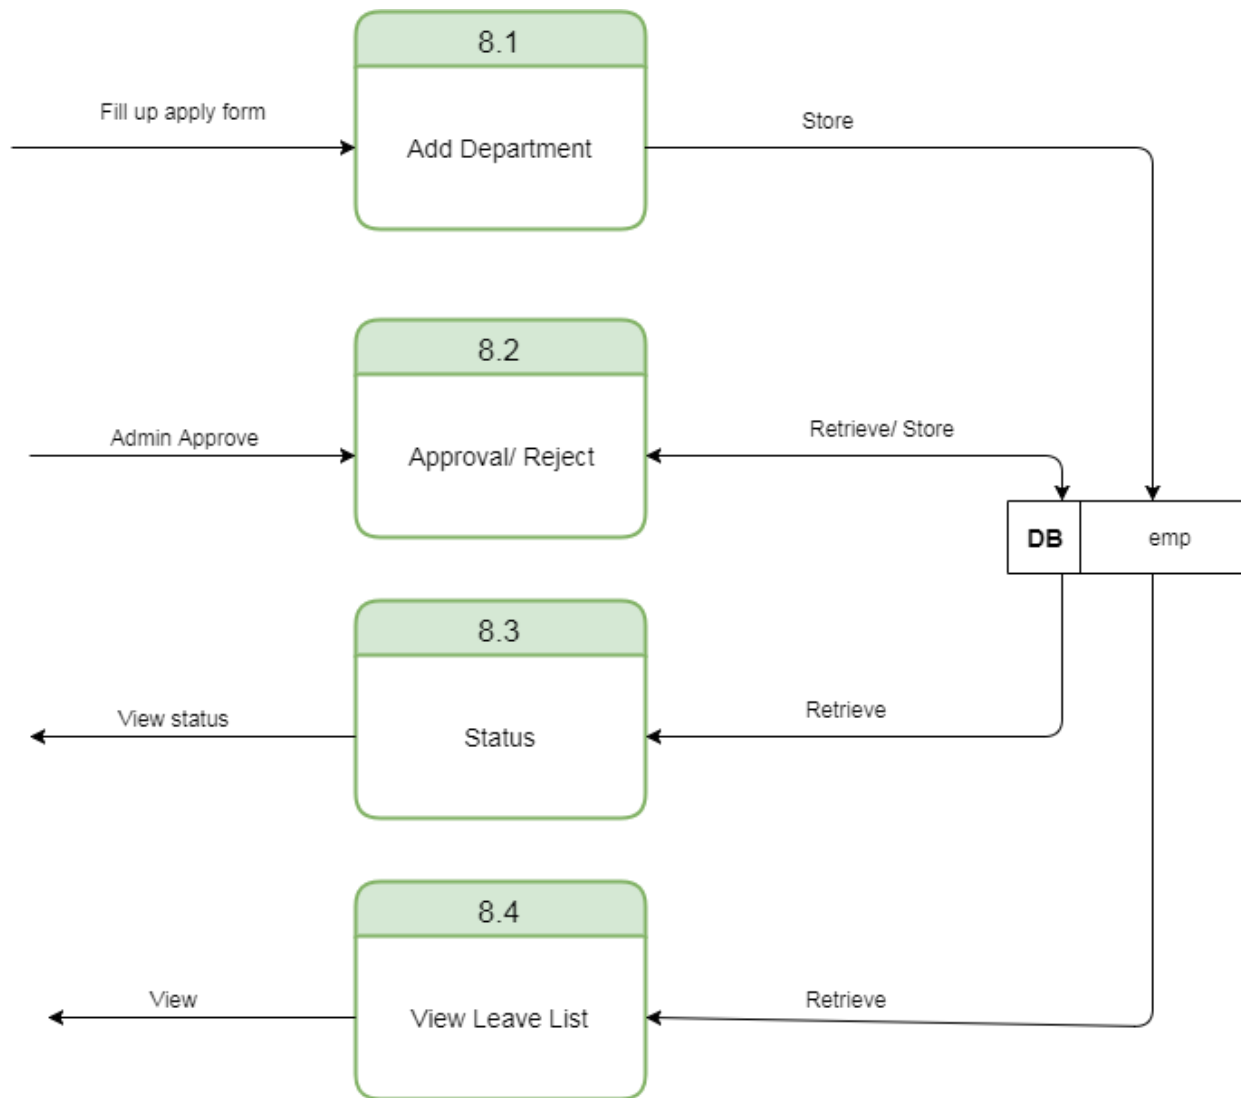 8.1
Fill up apply form
Add Department
Store
8.2
Admin Approve
Approval/ Reject
Retrieve/ Store
DB
emp
8.3
View status
Status
Retrieve
8.4
View
View Leave List
Retrieve